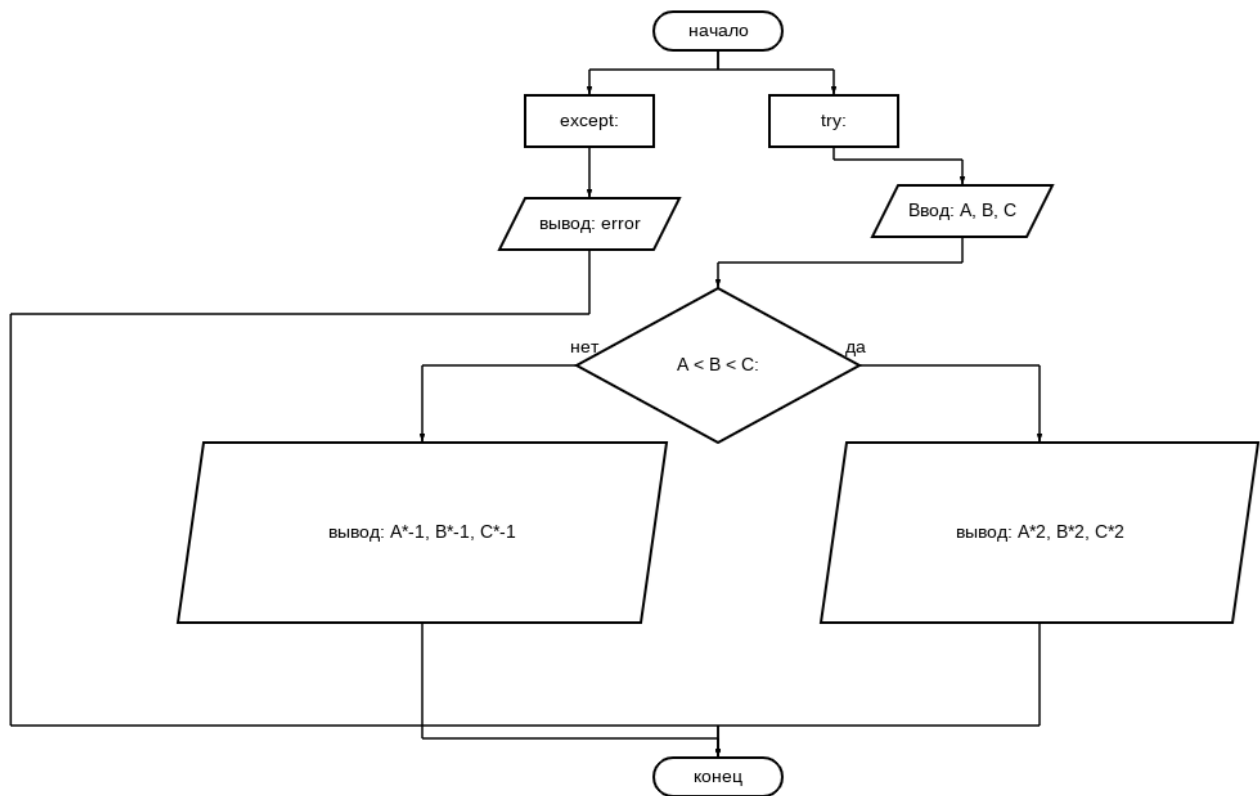 начало
except:
try:
Ввод: A, B, C
вывод: error
нет
да
A < B < C:
вывод: A*-1, B*-1, C*-1
вывод: A*2, B*2, C*2
конец